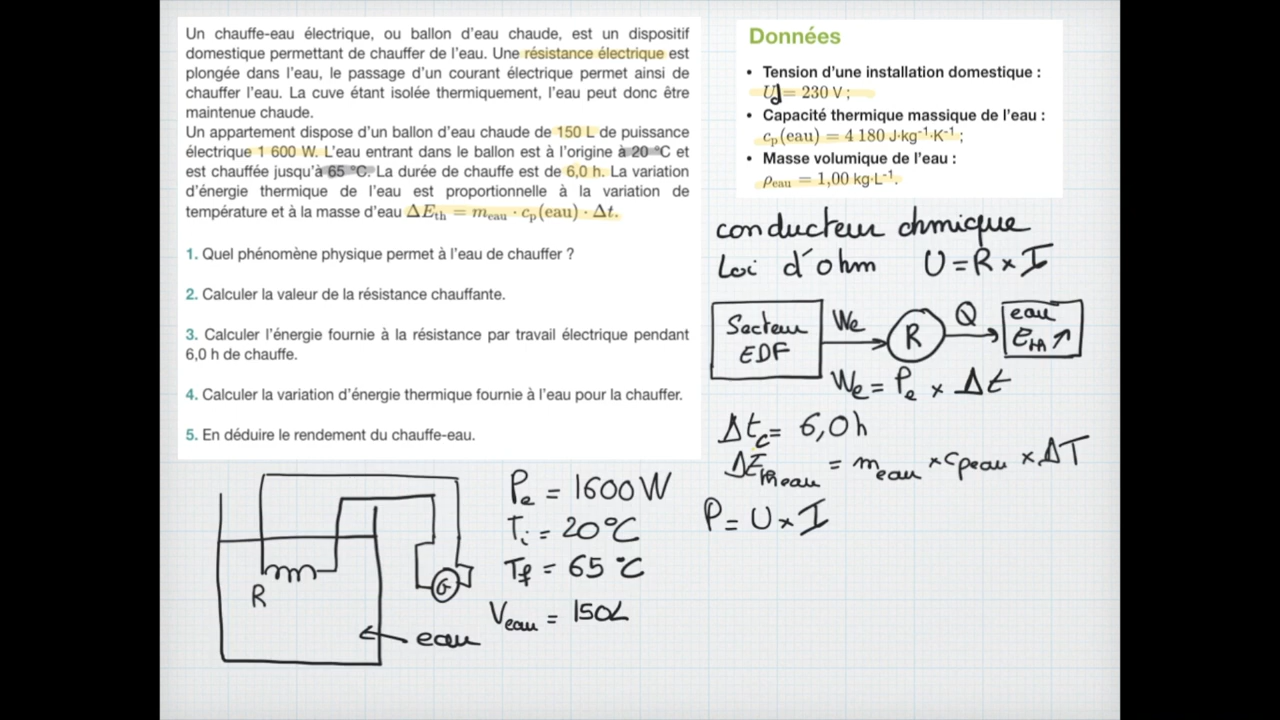 Un chauffe-eau électrique, ou ballon d'eau chaude, est un dispositif
domestique permettant de chauffer de l'eau. Une résistance électrique est
plongée dans l'eau, le passage d'un courant électrique permet ainsi de
chauffer l'eau. La cuve étant isolée thermiquement, l'eau peut donc être
maintenue chaude.
Un appartement dispose d'un ballon d'eau chaude de 150 L de puissance
électrique 1 600 W. L'eau entrant dans le ballon est à l'origine à 20 °C et
est chauffée jusqu'à 65 °C. La durée de chauffe est de 6,0 h. La variation
d'énergie thermique de l'eau est proportionnelle à la variation de
température et à la masse d'eau ΔEth = meau · cp(eau) · Δt.
1. Quel phénomène physique permet à l'eau de chauffer ?
2. Calculer la valeur de la résistance chauffante.
3. Calculer l'énergie fournie à la résistance par travail électrique pendant
6,0 h de chauffe.
4. Calculer la variation d'énergie thermique fournie à l'eau pour la chauffer.
5. En déduire le rendement du chauffe-eau.
Données
• Tension d'une installation domestique :
U = 230 V ;
• Capacité thermique massique de l'eau :
cp(eau) = 4 180 J·kg⁻¹·K⁻¹ ;
• Masse volumique de l'eau :
ρeau = 1,00 kg·L⁻¹.
conducteur ohmique
Loi d'ohm U = R × I
Secteur EDF
We
R
Q
eau
Eth ↗
We = Pe × Δt
Δtc = 6,0h
ΔEth eau = meau × cpeau × ΔT
P = U × I
R
G
eau
Pe = 1600 W
Ti = 20°C
Tf = 65 °C
Veau = 150L